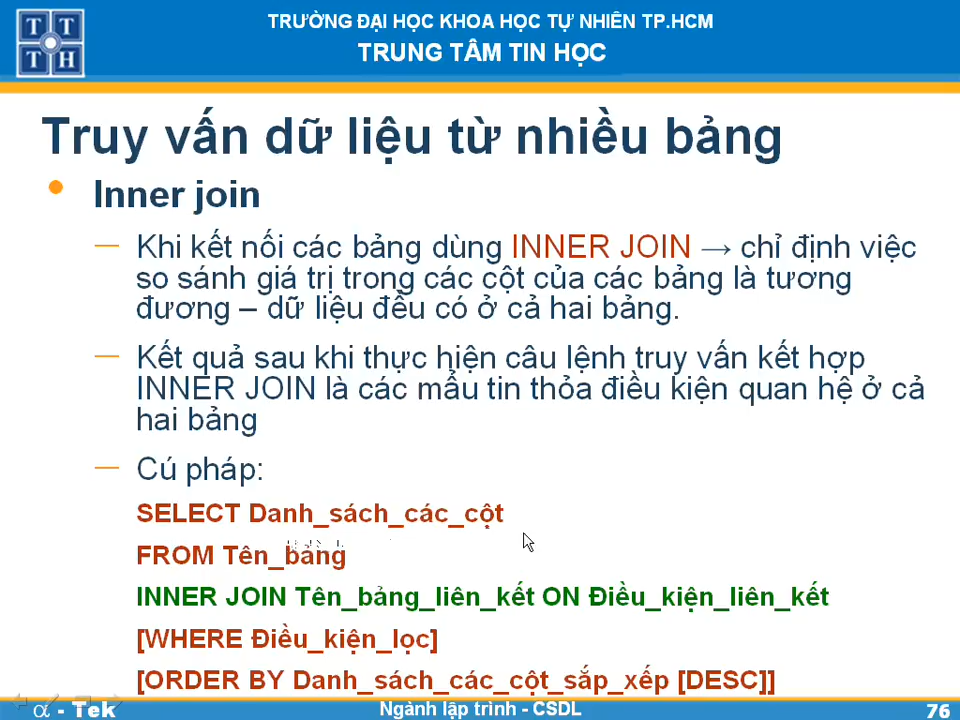 TRƯỜNG ĐẠI HỌC KHOA HỌC TỰ NHIÊN TP.HCM
TRUNG TÂM TIN HỌC
T T
T H
Truy vấn dữ liệu từ nhiều bảng
• Inner join
– Khi kết nối các bảng dùng INNER JOIN → chỉ định việc
so sánh giá trị trong các cột của các bảng là tương
đương – dữ liệu đều có ở cả hai bảng.
– Kết quả sau khi thực hiện câu lệnh truy vấn kết hợp
INNER JOIN là các mẩu tin thỏa điều kiện quan hệ ở cả
hai bảng
– Cú pháp:
SELECT Danh_sách_các_cột
FROM Tên_bảng
INNER JOIN Tên_bảng_liên_kết ON Điều_kiện_liên_kết
[WHERE Điều_kiện_lọc]
[ORDER BY Danh_sách_các_cột_sắp_xếp [DESC]]
α - Tek
Ngành lập trình - CSDL
76